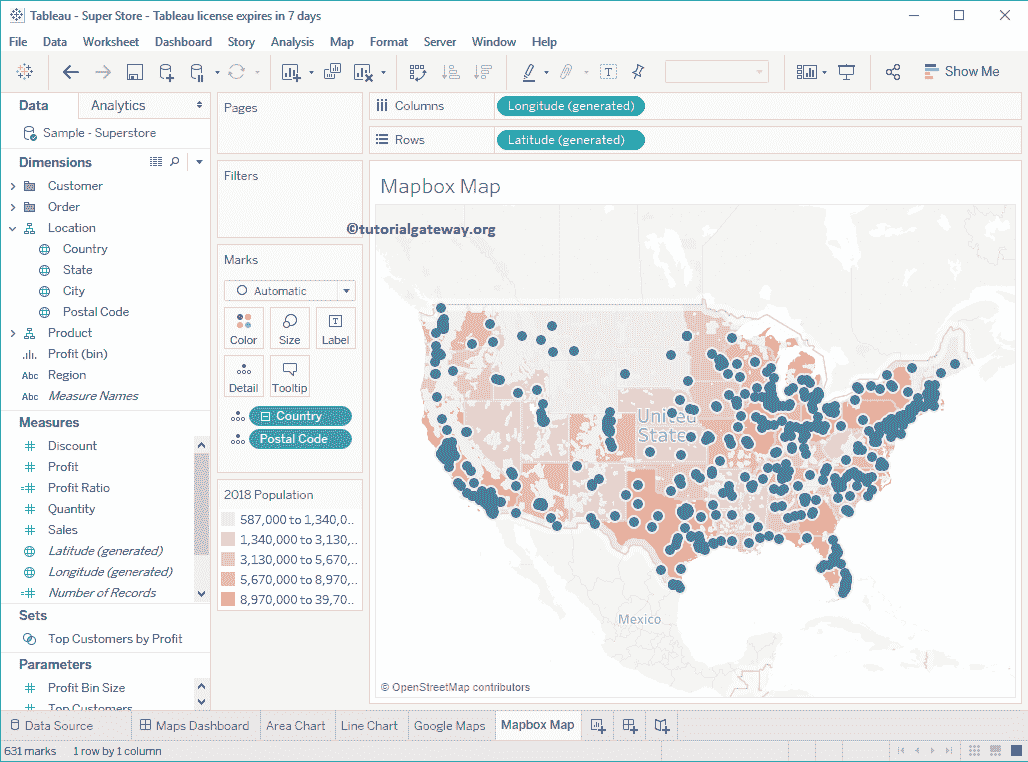 Tableau - Super Store - Tableau license expires in 7 days
File Data Worksheet Dashboard Story Analysis Map Format Server Window Help
Show Me
Data Analytics
Sample - Superstore
Dimensions
Customer
Order
Location
Country
State
City
Postal Code
Product
Profit (bin)
Abc Region
Abc Measure Names
Measures
Discount
Profit
Profit Ratio
Quantity
Sales
Latitude (generated)
Longitude (generated)
Number of Records
Sets
Top Customers by Profit
Parameters
Profit Bin Size
Top Customers
Pages
Filters
Marks
Automatic
Color Size Label
Detail Tooltip
Country
Postal Code
2018 Population
587,000 to 1,340,0..
1,340,000 to 3,130,..
3,130,000 to 5,670,..
5,670,000 to 8,970,..
8,970,000 to 39,70..
Columns Longitude (generated)
Rows Latitude (generated)
Mapbox Map
©tutorialgateway.org
United
States
Mexico
© OpenStreetMap contributors
Data Source Maps Dashboard Area Chart Line Chart Google Maps Mapbox Map
631 marks 1 row by 1 column